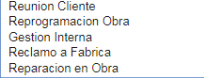 Reunion Cliente
Reprogramacion Obra
Gestion Interna
Reclamo a Fabrica
Reparacion en Obra